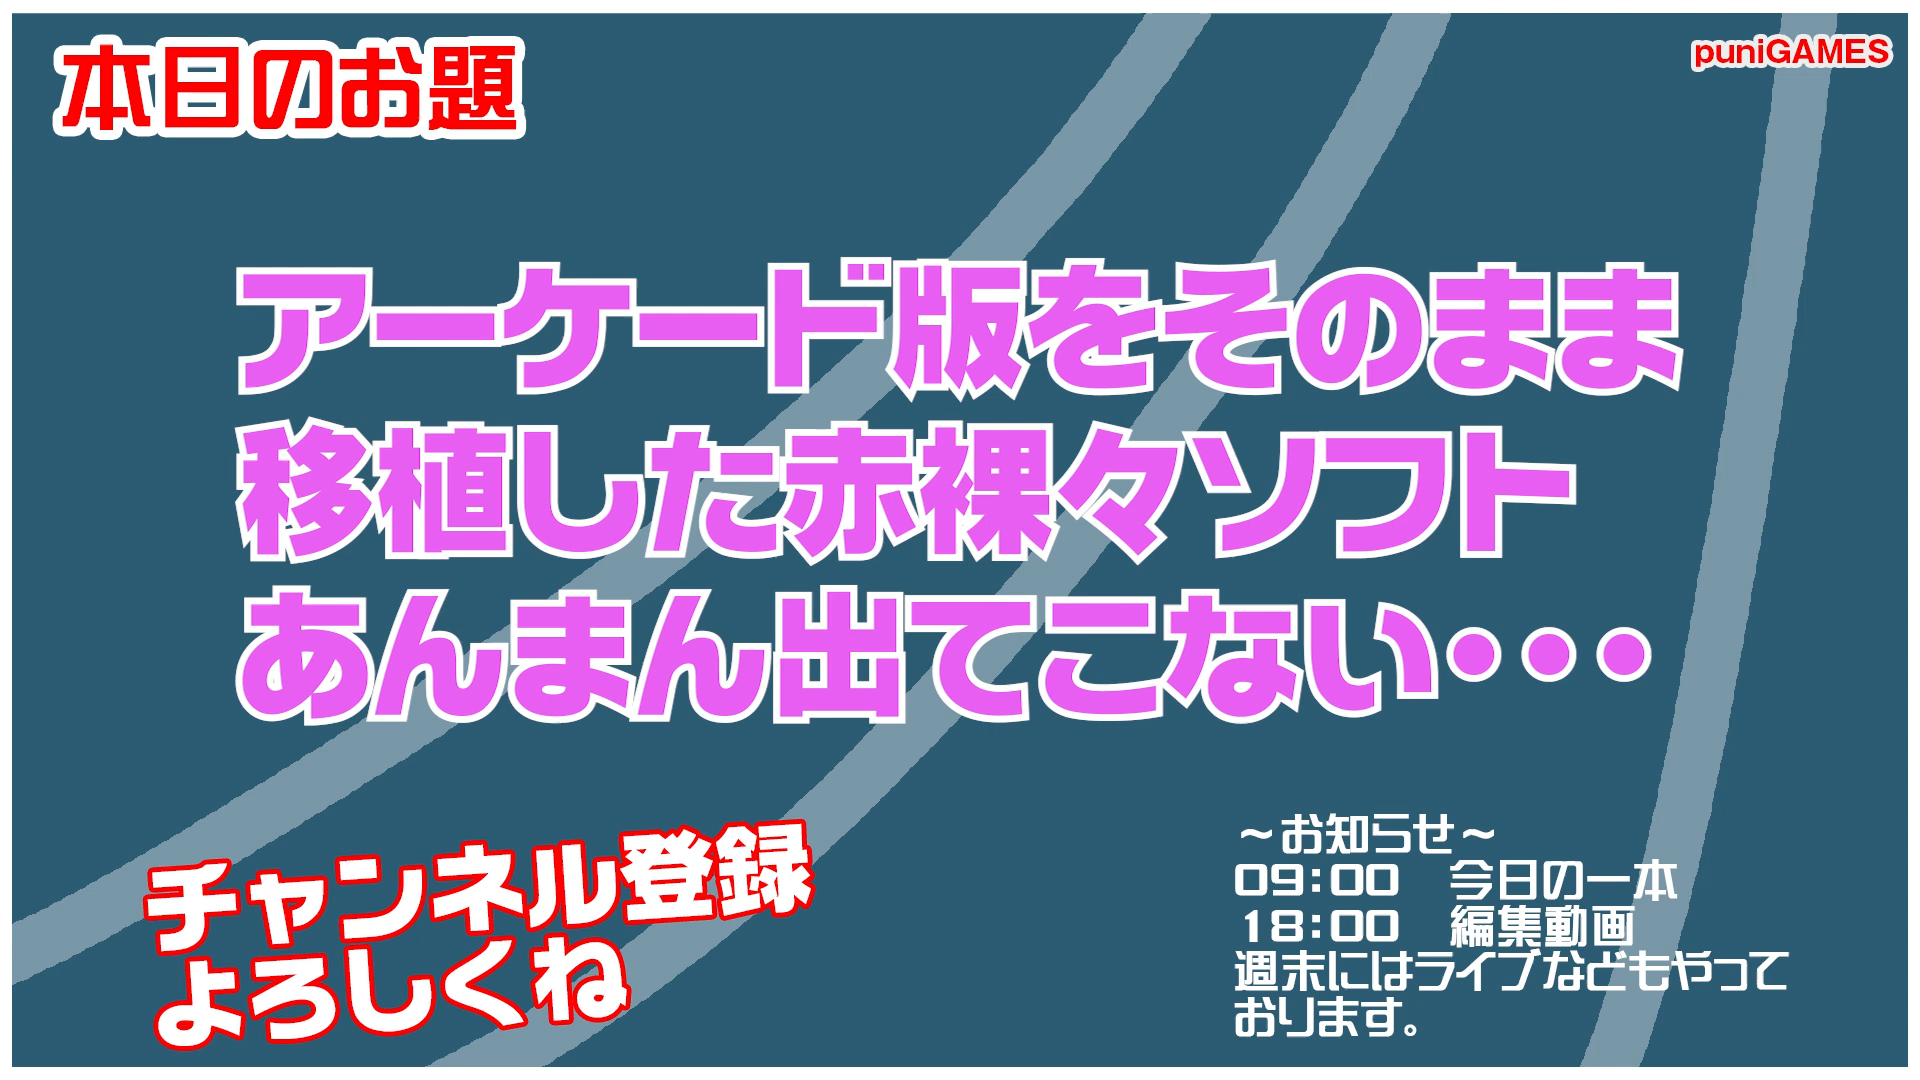 本日のお題
puniGAMES
アーケード版をそのまま
移植した赤裸々ソフト
あんまん出てこない・・・
チャンネル登録
よろしくね
～お知らせ～
09:00　今日の一本
18:00　編集動画
週末にはライブなどもやって
おります。